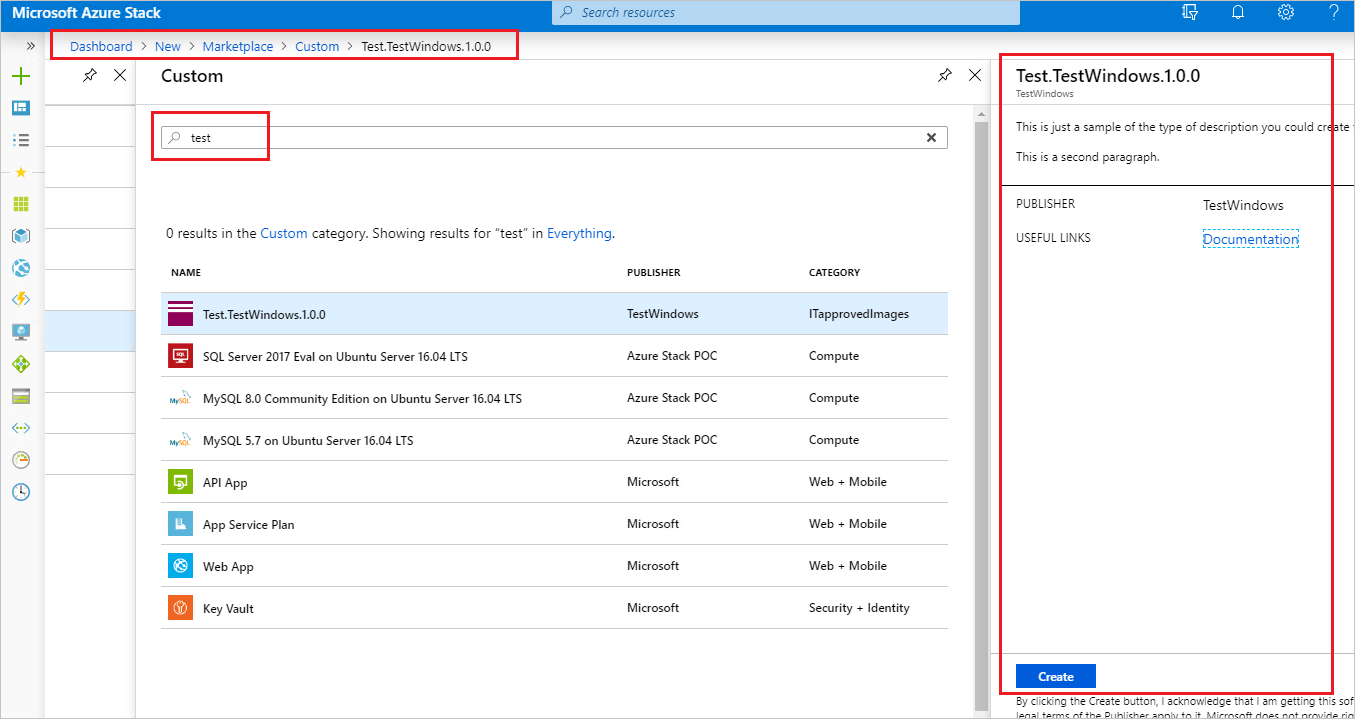 Microsoft Azure Stack
Search resources
Dashboard > New > Marketplace > Custom > Test.TestWindows.1.0.0
Custom
test
0 results in the Custom category. Showing results for “test” in Everything.
NAME PUBLISHER CATEGORY
Test.TestWindows.1.0.0 TestWindows ITapprovedImages
SQL Server 2017 Eval on Ubuntu Server 16.04 LTS Azure Stack POC Compute
MySQL 8.0 Community Edition on Ubuntu Server 16.04 LTS Azure Stack POC Compute
MySQL 5.7 on Ubuntu Server 16.04 LTS Azure Stack POC Compute
API App Microsoft Web + Mobile
App Service Plan Microsoft Web + Mobile
Web App Microsoft Web + Mobile
Key Vault Microsoft Security + Identity
Test.TestWindows.1.0.0
TestWindows
This is just a sample of the type of description you could create
This is a second paragraph.
PUBLISHER TestWindows
USEFUL LINKS Documentation
Create
By clicking the Create button, I acknowledge that I am getting this sof
legal terms of the Publisher apply to it. Microsoft does not provide rig